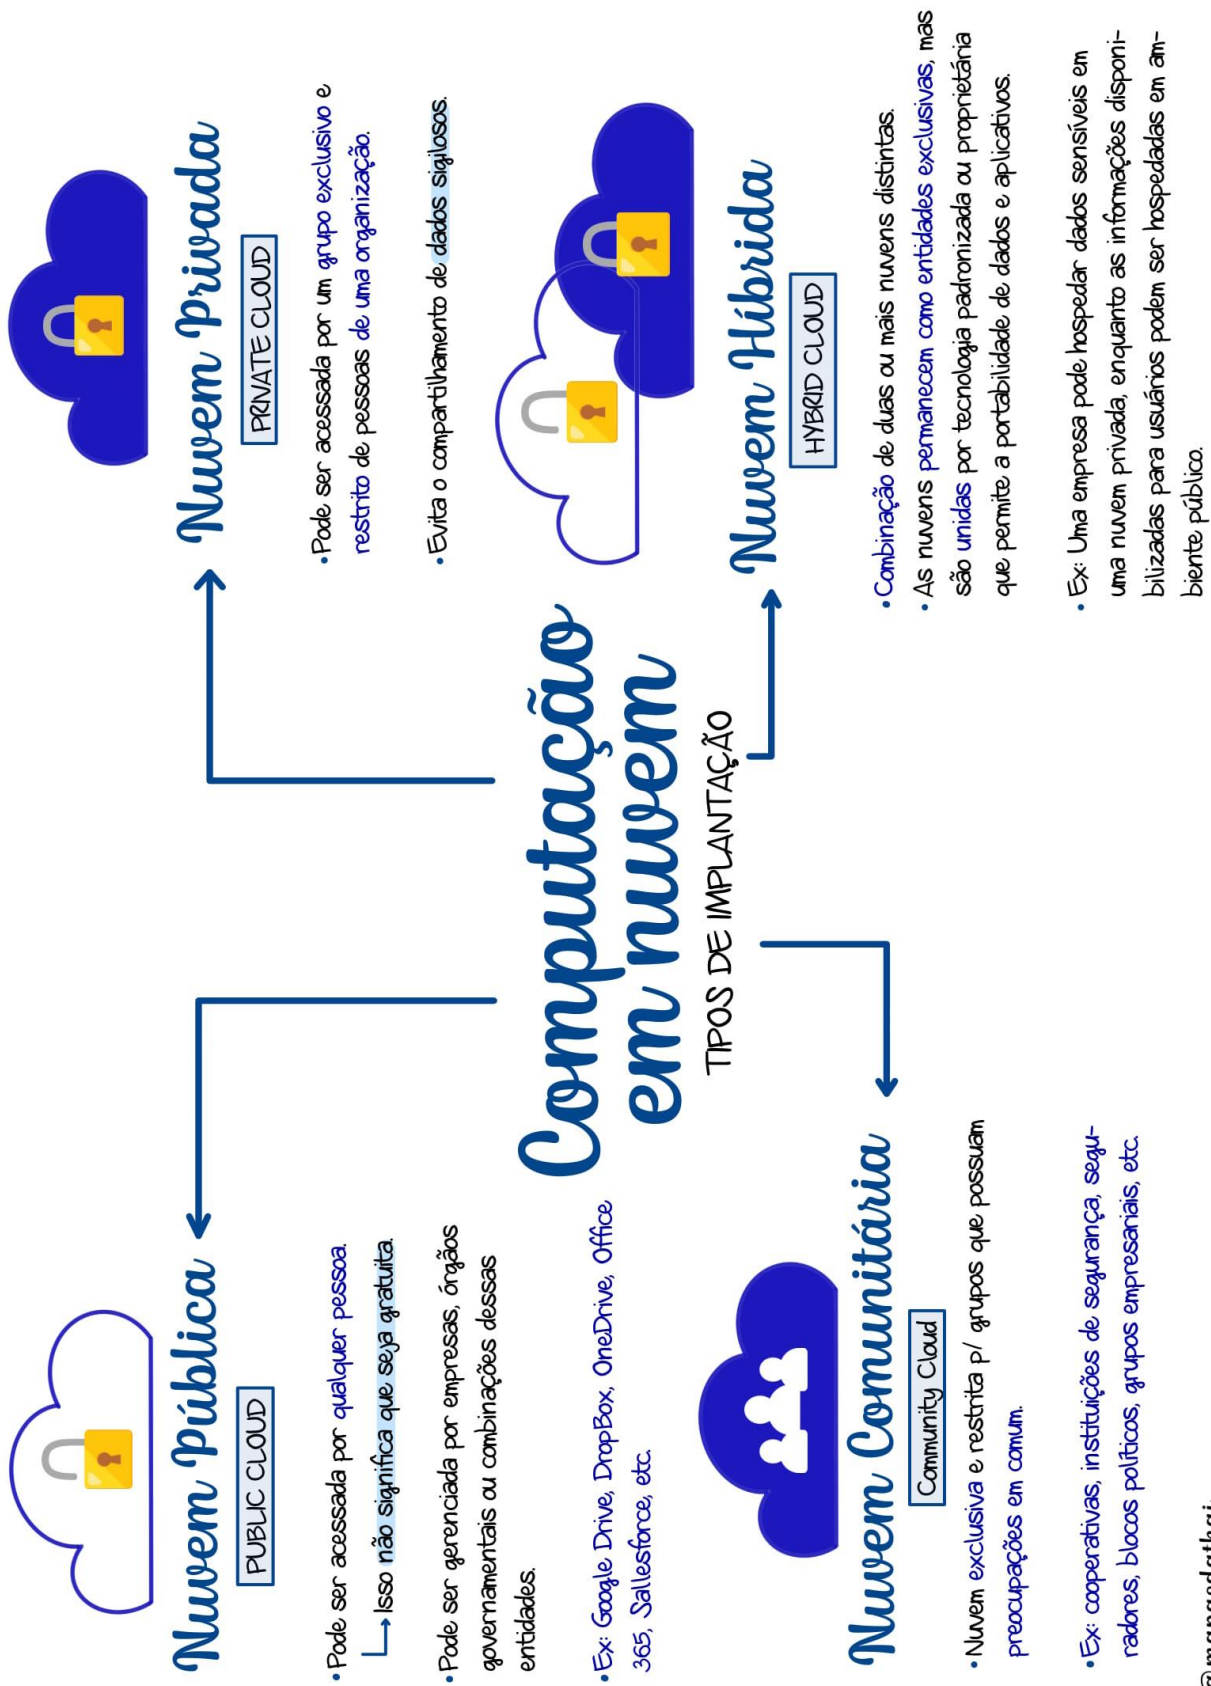 Computação
em nuvem
TIPOS DE IMPLANTAÇÃO
Nuvem Pública
PUBLIC CLOUD
• Pode ser acessada por qualquer pessoa.
Isso não significa que seja gratuita.
• Pode ser gerenciada por empresas, órgãos
governamentais ou combinações dessas
entidades.
• Ex: Google Drive, DropBox, OneDrive, Office
365, Sallesforce, etc.
Nuvem Privada
PRIVATE CLOUD
• Pode ser acessada por um grupo exclusivo e
restrito de pessoas de uma organização.
• Evita o compartilhamento de dados sigilosos.
Nuvem Comunitária
Community Cloud
• Nuvem exclusiva e restrita p/ grupos que possuam
preocupações em comum.
• Ex: cooperativas, instituições de segurança, segu-
radores, blocos políticos, grupos empresariais, etc.
Nuvem Híbrida
HYBRID CLOUD
• Combinação de duas ou mais nuvens distintas.
• As nuvens permanecem como entidades exclusivas, mas
são unidas por tecnologia padronizada ou proprietária
que permite a portabilidade de dados e aplicativos.
• Ex: Uma empresa pode hospedar dados sensíveis em
uma nuvem privada, enquanto as informações disponi-
bilizadas para usuários podem ser hospedadas em am-
biente público.